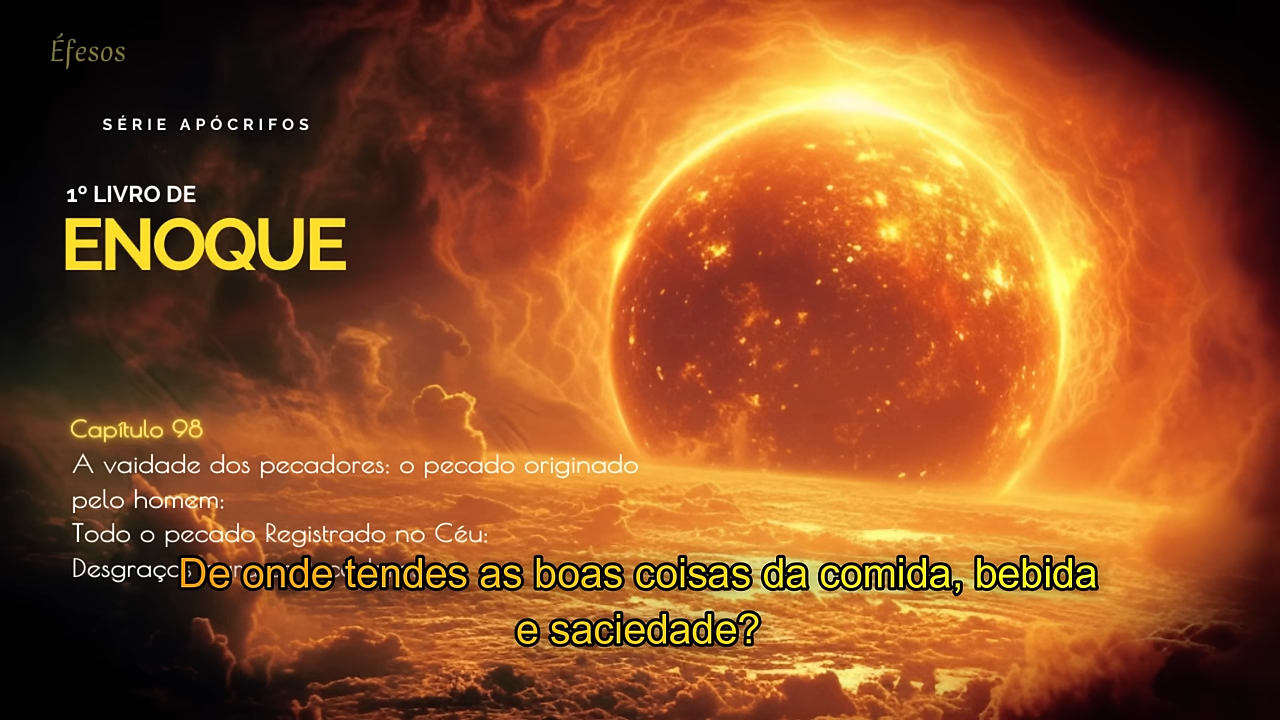 Éfesos
SÉRIE APÓCRIFOS
1º LIVRO DE
ENOQUE
Capítulo 98
A vaidade dos pecadores; o pecado originado
pelo homem;
Todo o pecado Registrado no Céu;
De onde tendes as boas coisas da comida, bebida
e saciedade?